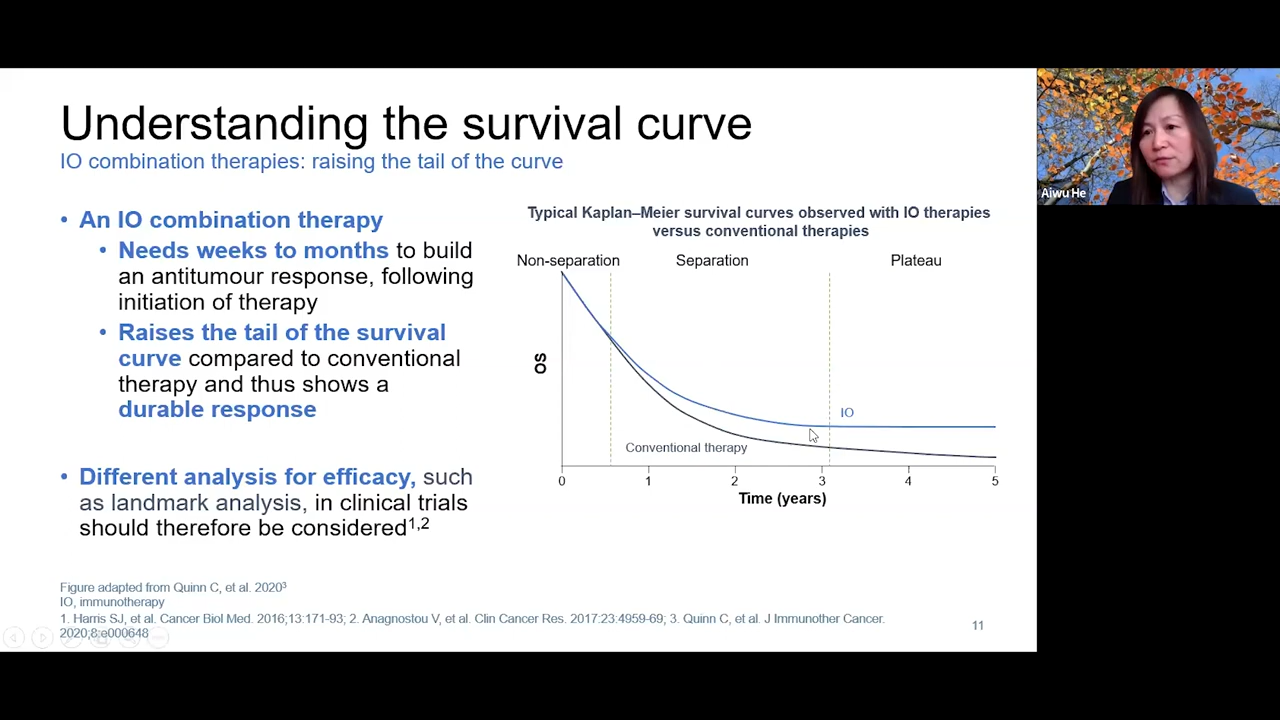 Understanding the survival curve
IO combination therapies: raising the tail of the curve
• An IO combination therapy
• Needs weeks to months to build
an antitumour response, following
initiation of therapy
• Raises the tail of the survival
curve compared to conventional
therapy and thus shows a
durable response
• Different analysis for efficacy, such
as landmark analysis, in clinical trials
should therefore be considered1,2
Typical Kaplan–Meier survival curves observed with IO therapies
versus conventional therapies
Non-separation Separation Plateau
OS
IO
Conventional therapy
0 1 2 3 4 5
Time (years)
Figure adapted from Quinn C, et al. 2020³
IO, immunotherapy
1. Harris SJ, et al. Cancer Biol Med. 2016;13:171-93; 2. Anagnostou V, et al. Clin Cancer Res. 2017:23:4959-69; 3. Quinn C, et al. J Immunother Cancer.
2020;8:e000648
11
Aiwu He